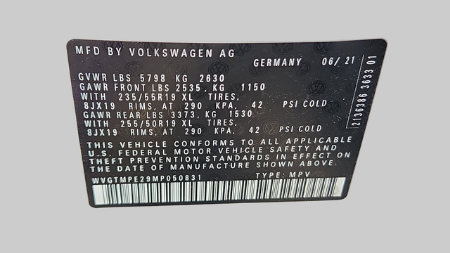 MFD BY VOLKSWAGEN AG
GERMANY 06/21
GVWR LBS 5798 KG 2630
GAWR FRONT LBS 2535, KG 1150
WITH 235/55R19 XL TIRES,
8JX19 RIMS, AT 290 KPA, 42 PSI COLD
GAWR REAR LBS 3373, KG 1530
WITH 255/50R19 XL TIRES,
8JX19 RIMS, AT 290 KPA, 42 PSI COLD
THIS VEHICLE CONFORMS TO ALL APPLICABLE
U.S. FEDERAL MOTOR VEHICLE SAFETY AND
THEFT PREVENTION STANDARDS IN EFFECT ON
THE DATE OF MANUFACTURE SHOWN ABOVE.
WVGTMPE29MP050831 TYPE: MPV
2136386 3633 01